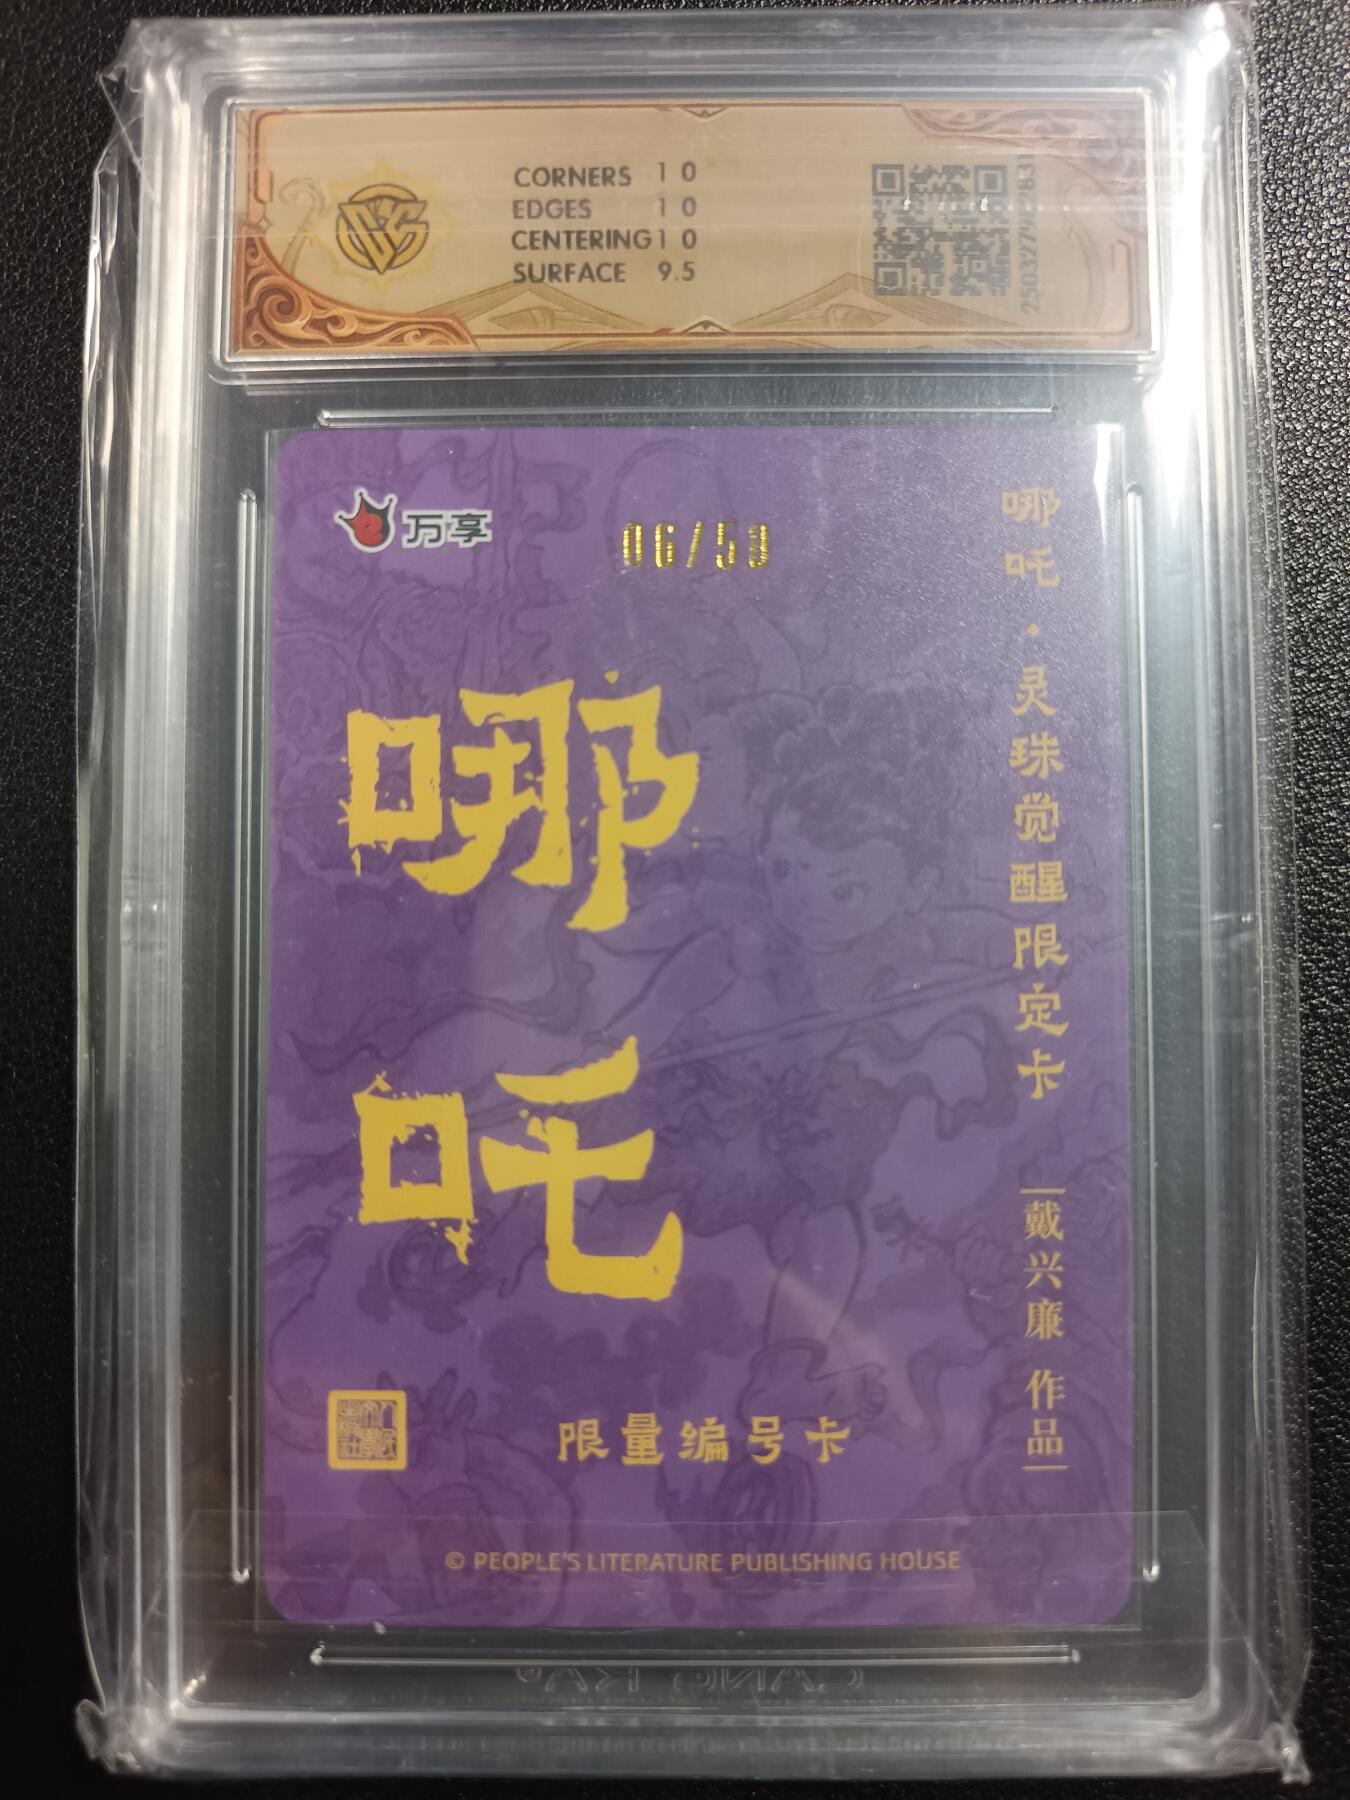 CORNERS 10
EDGES 10
CENTERING 10
SURFACE 9.5
万享
06/59
哪吒·灵珠觉醒限定卡
戴兴廉 作品
哪
吒
限量编号卡
© PEOPLE'S LITERATURE PUBLISHING HOUSE